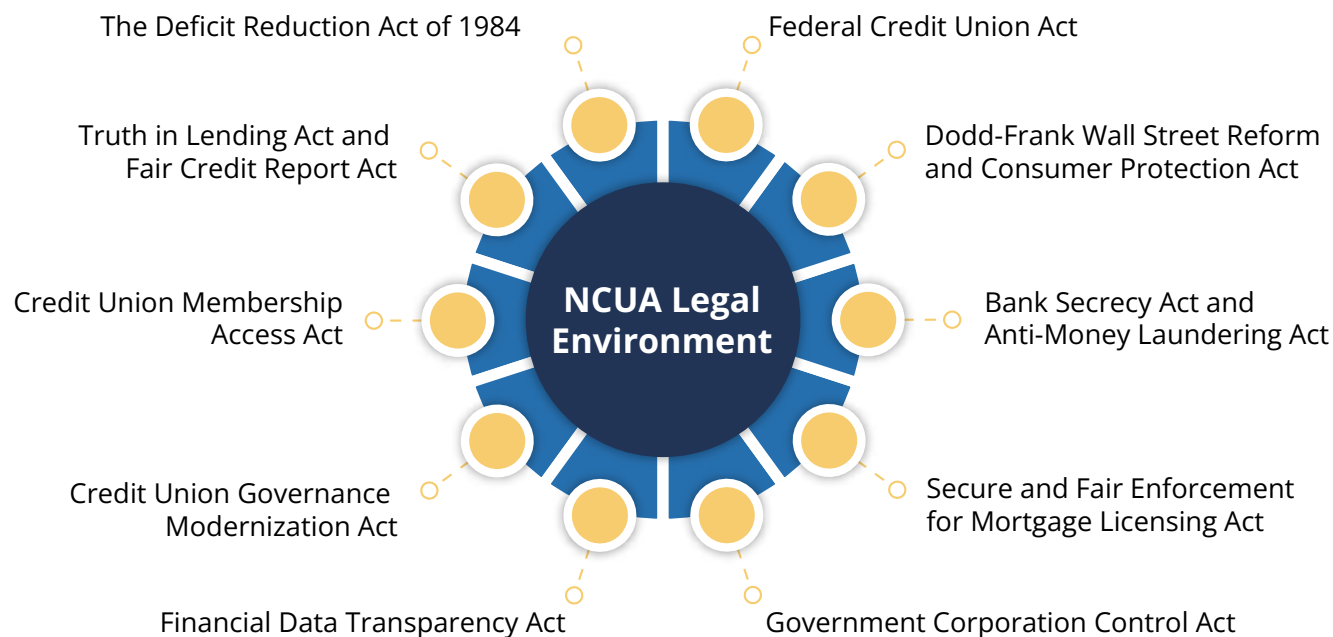 The Deficit Reduction Act of 1984
Federal Credit Union Act
Truth in Lending Act and
Fair Credit Report Act
Dodd-Frank Wall Street Reform
and Consumer Protection Act
Credit Union Membership
Access Act
NCUA Legal
Environment
Bank Secrecy Act and
Anti-Money Laundering Act
Credit Union Governance
Modernization Act
Secure and Fair Enforcement
for Mortgage Licensing Act
Financial Data Transparency Act
Government Corporation Control Act